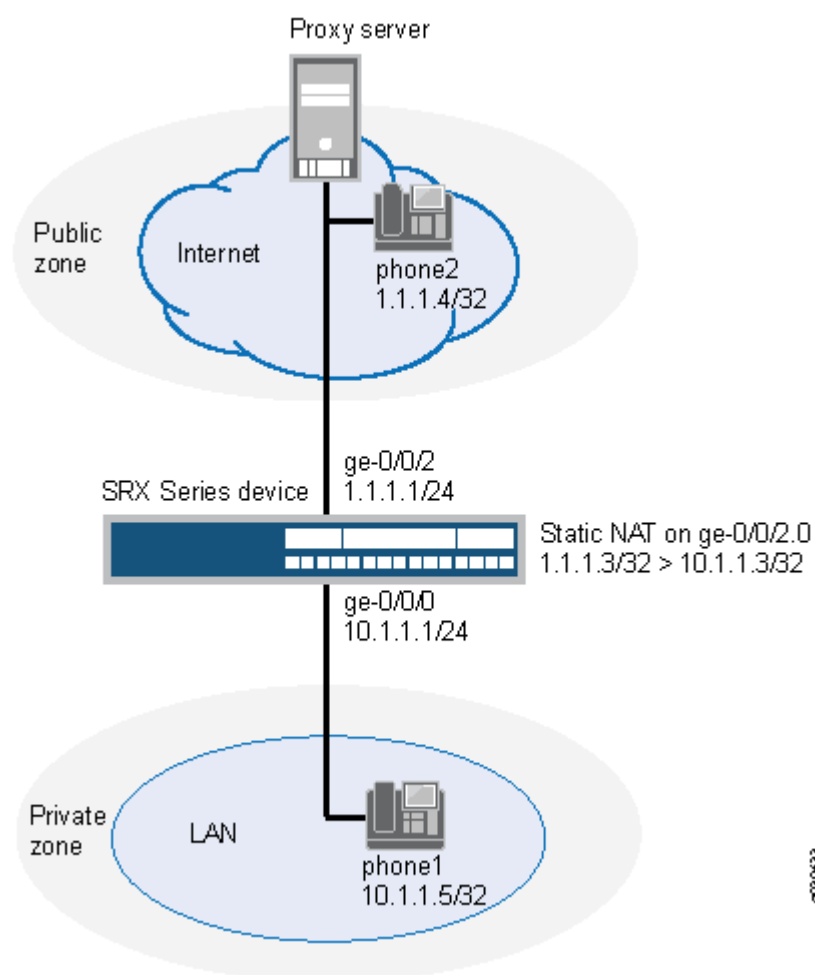 Proxy server
Public
zone
Internet
phone2
1.1.1.4/32
ge-0/0/2
1.1.1.1/24
SRX Series device
Static NAT on ge-0/0/2.0
1.1.1.3/32 > 10.1.1.3/32
ge-0/0/0
10.1.1.1/24
Private
zone
LAN
phone1
10.1.1.5/32